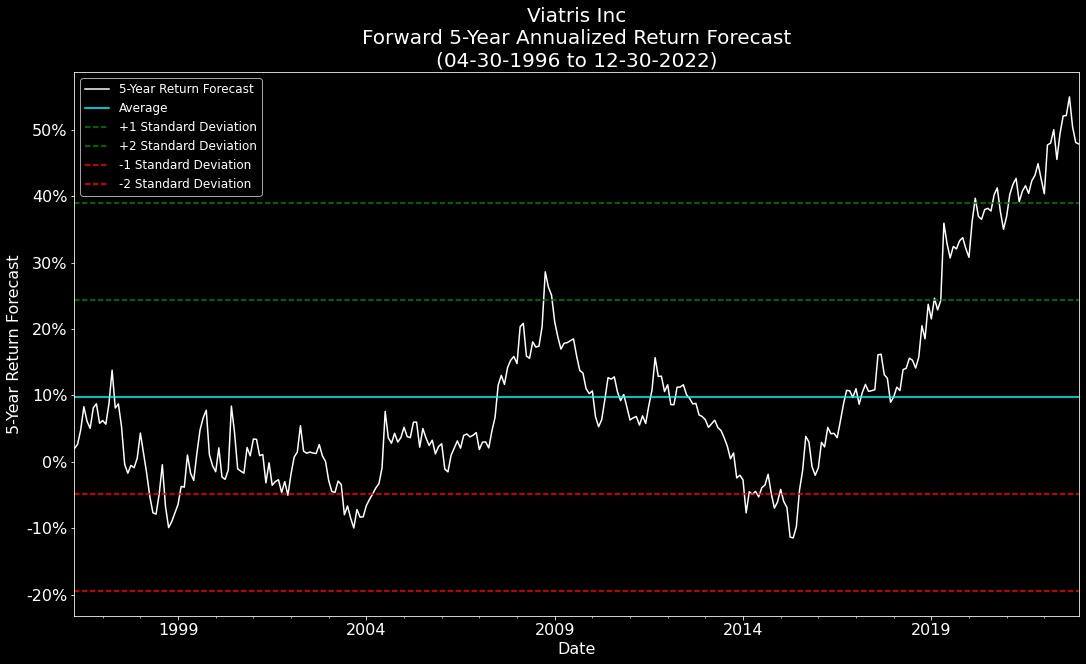 Viatris Inc
Forward 5-Year Annualized Return Forecast
(04-30-1996 to 12-30-2022)
5-Year Return Forecast
Average
+1 Standard Deviation
+2 Standard Deviation
-1 Standard Deviation
-2 Standard Deviation
5-Year Return Forecast
50%
40%
30%
20%
10%
0%
-10%
-20%
1999
2004
2009
2014
2019
Date